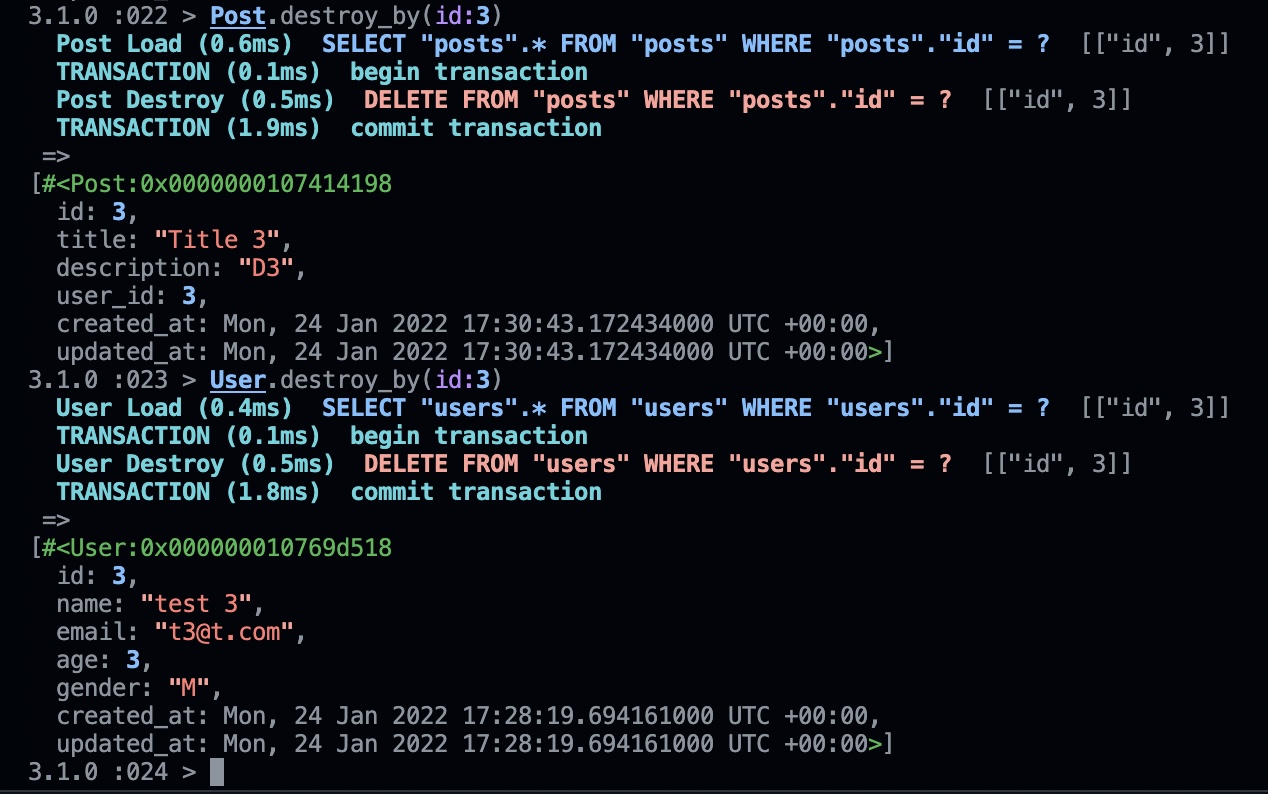 3.1.0 :022 > Post.destroy_by(id:3)
Post Load (0.6ms)  SELECT "posts".* FROM "posts" WHERE "posts"."id" = ?  [["id", 3]]
TRANSACTION (0.1ms)  begin transaction
Post Destroy (0.5ms)  DELETE FROM "posts" WHERE "posts"."id" = ?  [["id", 3]]
TRANSACTION (1.9ms)  commit transaction
=>
[#<Post:0x0000000107414198
id: 3,
title: "Title 3",
description: "D3",
user_id: 3,
created_at: Mon, 24 Jan 2022 17:30:43.172434000 UTC +00:00,
updated_at: Mon, 24 Jan 2022 17:30:43.172434000 UTC +00:00>]
3.1.0 :023 > User.destroy_by(id:3)
User Load (0.4ms)  SELECT "users".* FROM "users" WHERE "users"."id" = ?  [["id", 3]]
TRANSACTION (0.1ms)  begin transaction
User Destroy (0.5ms)  DELETE FROM "users" WHERE "users"."id" = ?  [["id", 3]]
TRANSACTION (1.8ms)  commit transaction
=>
[#<User:0x000000010769d518
id: 3,
name: "test 3",
email: "t3@t.com",
age: 3,
gender: "M",
created_at: Mon, 24 Jan 2022 17:28:19.694161000 UTC +00:00,
updated_at: Mon, 24 Jan 2022 17:28:19.694161000 UTC +00:00>]
3.1.0 :024 >